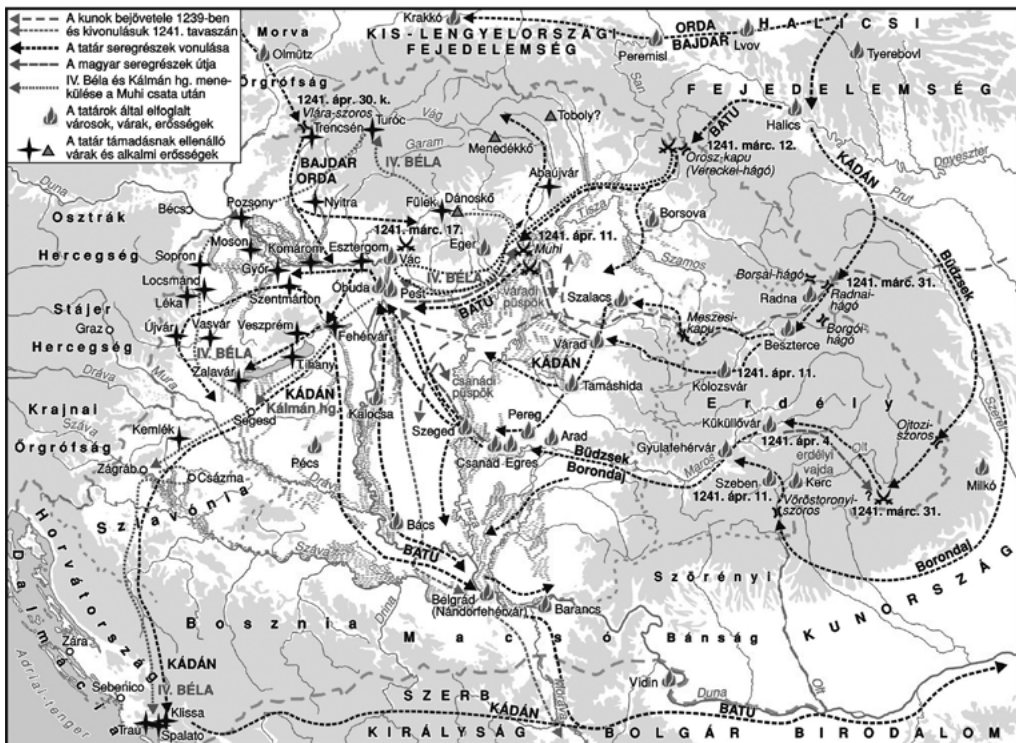 A kunok bejövetele 1239-ben
és kivonulásuk 1241. tavaszán
A tatár seregrészek vonulása
A magyar seregrészek útja
IV. Béla és Kálmán hg. mene-
külése a Muhi csata után
A tatárok által elfoglalt
városok, várak, erősségek
A tatár támadásnak ellenálló
várak és alkalmi erősségek
Morva
Őrgrófság
Olmütz
Krakkó
KIS-LENGYELORSZÁGI
FEJEDELEMSÉG
ORDA
BAJDAR
HALICSI
Peremisl
Lvov
Tyerebovl
San
FEJEDELEMSÉG
BATU
Halics
1241. márc. 12.
Orosz-kapu
(Vereckei-hágó)
KÁDÁN
Dnyeszter
Prut
1241. ápr. 30. k.
Vlára-szoros
Trencsén
Turóc
Vág
Toboly?
Menedékkő
Garam
IV. BÉLA
BAJDAR
ORDA
Abaújvár
Duna
Bécs
Pozsony
Nyitra
Fülek
Dánoskő
Tisza
Borsova
Osztrák
Hercegség
Moson
Sopron
Komárom
Esztergom
1241. márc. 17.
Vác
Eger
1241. ápr. 11.
Muhi
Szamos
Büdzsek
Győr
Locsmánd
Léka
Szentmárton
Óbuda
Pest
IV. BÉLA
BATU
váradi
püspök
Szalacs
Borsai-hágó
1241. márc. 31.
Radna
Radnai-
hágó
Meszesi-
kapu
Borgói-
hágó
Beszterce
Stájer
Hercegség
Graz
Újvár
Vasvár
Veszprém
Fehérvár
IV. BÉLA
Zalavár
Tihany
Várad
KÁDÁN
Tamáshida
Kolozsvár
1241. ápr. 11.
Szeret
Dráva
Mura
KÁDÁN
Kálmán hg.
Segesd
csanádi
püspök
Kalocsa
Erdély
Krajnai
Őrgrófság
Száva
Kemlék
Zágráb
Császma
Pécs
Szeged
Pereg
Arad
Csanád
Egres
Küküllővár
Gyulafehérvár
1241. ápr. 4.
erdélyi
vajda
Olt
Ojtozi-
szoros
Büdzsek
Borondaj
Maros
Szeben
1241. ápr. 11.
Kerc
Vöröstoronyi-
szoros
?
1241. márc. 31.
Milkó
Szlavónia
Dráva
Bács
Tisza
Száva
BATU
Belgrád
(Nándorfehérvár)
Barancs
Drina
Szörényi
Bánság
Borondaj
KUNORSZÁG
Horvátország
Dalmácia
Bosznia
Macsó
Zára
Adriai-tenger
Sebenico
KÁDÁN
IV. BÉLA
Klissa
Trau
Spalato
SZERB
KIRÁLYSÁG
KÁDÁN
Morava
Vidin
Duna
Olt
BATU
BOLGÁR BIRODALOM